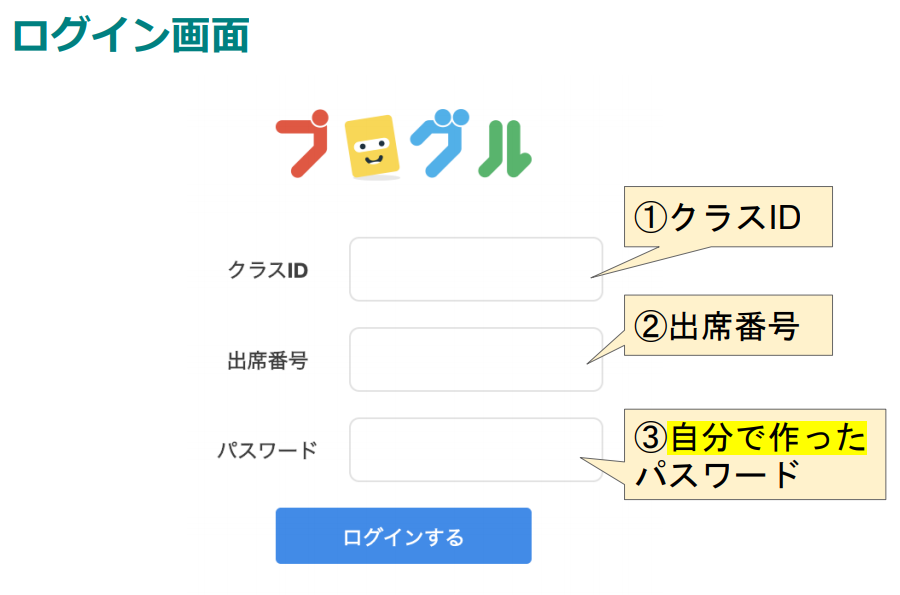 ログイン画面
プログル
①クラスID
クラスID
②出席番号
出席番号
③自分で作った
パスワード
パスワード
ログインする